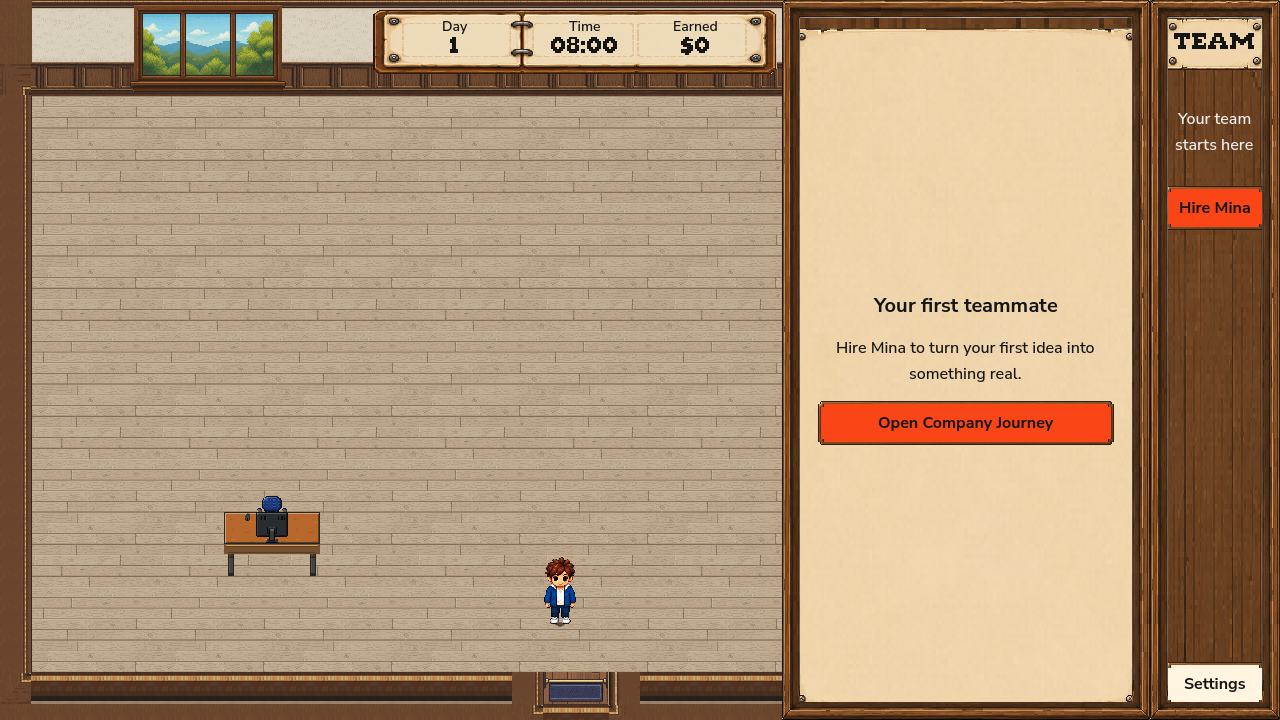 Day
1
Time
08:00
Earned
$0
TEAM
Your team
starts here
Hire Mina
Your first teammate
Hire Mina to turn your first idea into
something real.
Open Company Journey
Settings